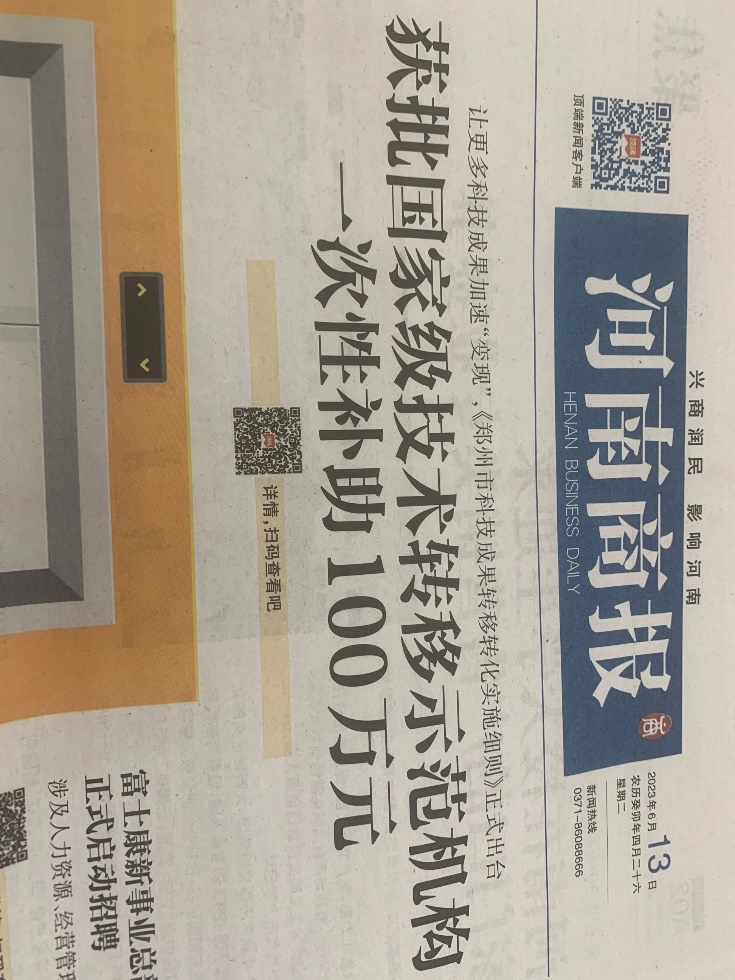 兴商润民 影响河南
顶端新闻客户端
河南商报
HENAN BUSINESS DAILY
商
2023年6月13日
农历癸卯年四月二十六
星期二
新闻热线
0371-86088666
让更多科技成果加速“变现”，《郑州市科技成果转移转化实施细则》正式出台
获批国家级技术转移示范机构
一次性补助100万元
详情，扫码查看吧
富士康新事业总
正式启动招聘
涉及人力资源、经营管理